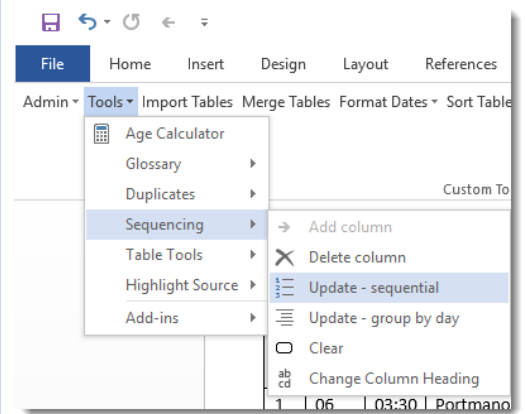 File Home Insert Design Layout References
Admin Tools Import Tables Merge Tables Format Dates Sort Table
Age Calculator
Glossary
Duplicates
Custom To
Sequencing
Add column
Table Tools
Delete column
Highlight Source
Update - sequential
Add-ins
Update - group by day
Clear
ab
cd
Change Column Heading
1 06 03:30 Portmano